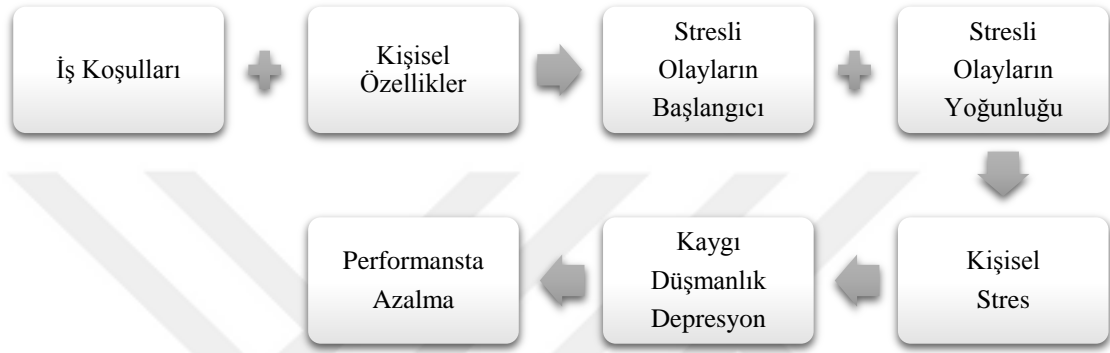 İş Koşulları
Kişisel
Özellikler
Stresli
Olayların
Başlangıcı
Stresli
Olayların
Yoğunluğu
Kişisel
Stres
Kaygı
Düşmanlık
Depresyon
Performansta
Azalma